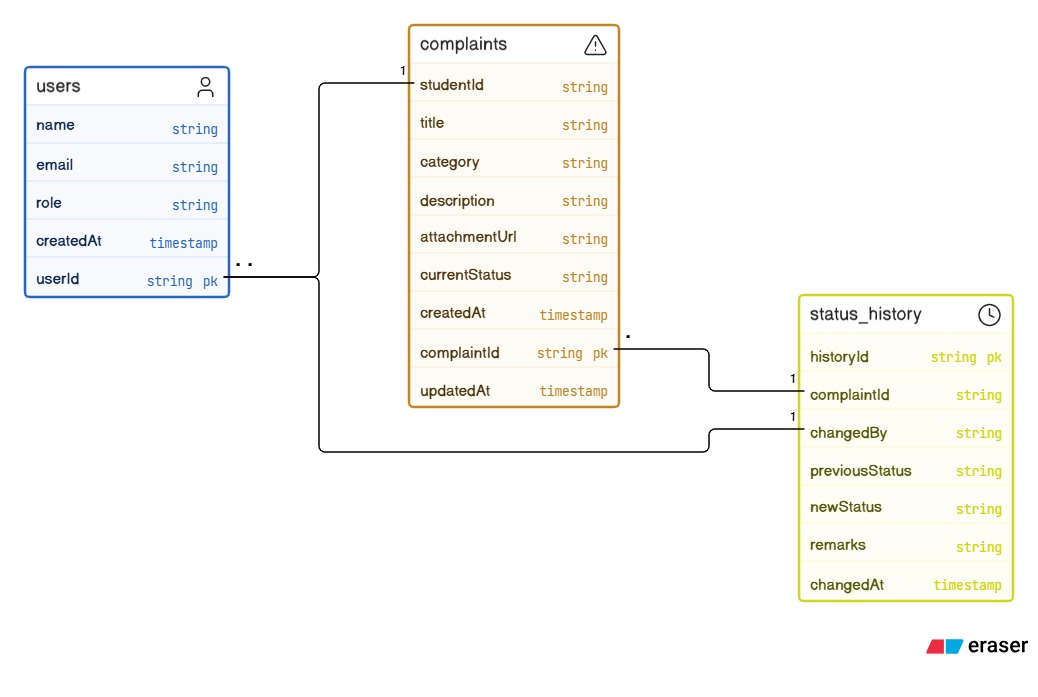 users
name string
email string
role string
createdAt timestamp
userId string pk
complaints
1
studentId string
title string
category string
description string
attachmentUrl string
currentStatus string
createdAt timestamp
complaintId string pk
updatedAt timestamp
status_history
historyId string pk
1
complaintId string
1
changedBy string
previousStatus string
newStatus string
remarks string
changedAt timestamp
eraser